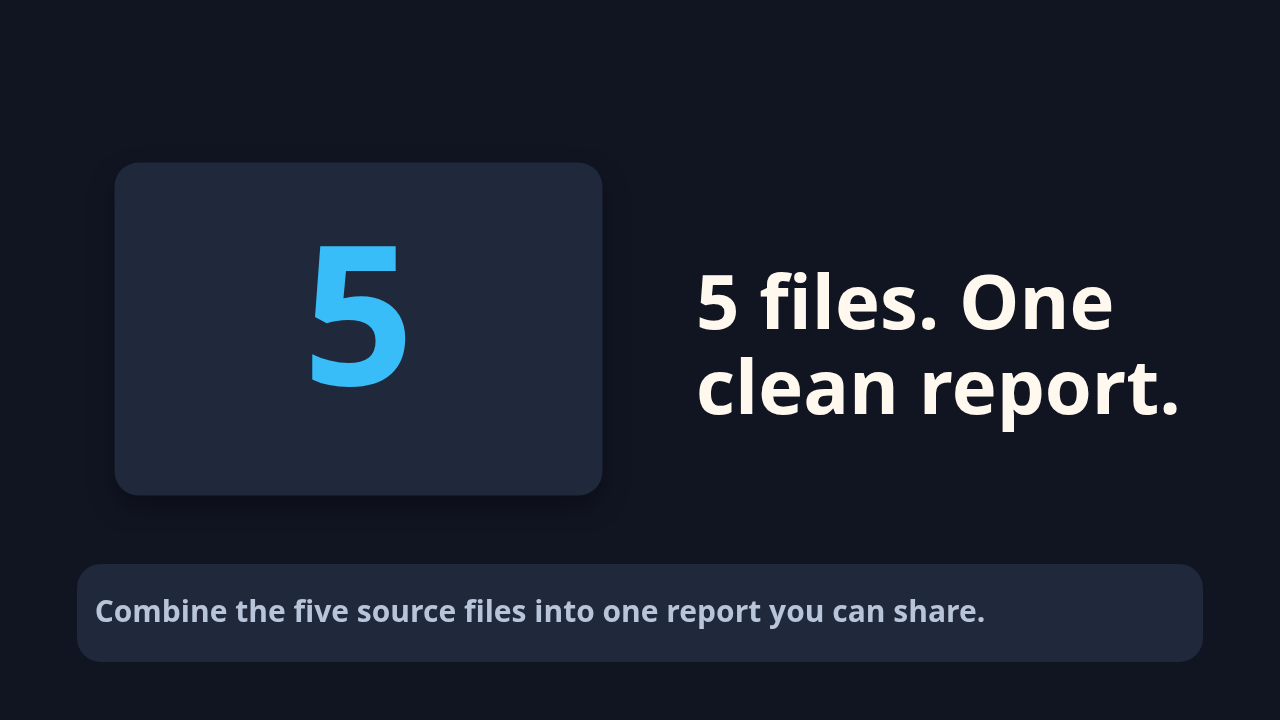 5
5 files. One
clean report.
Combine the five source files into one report you can share.